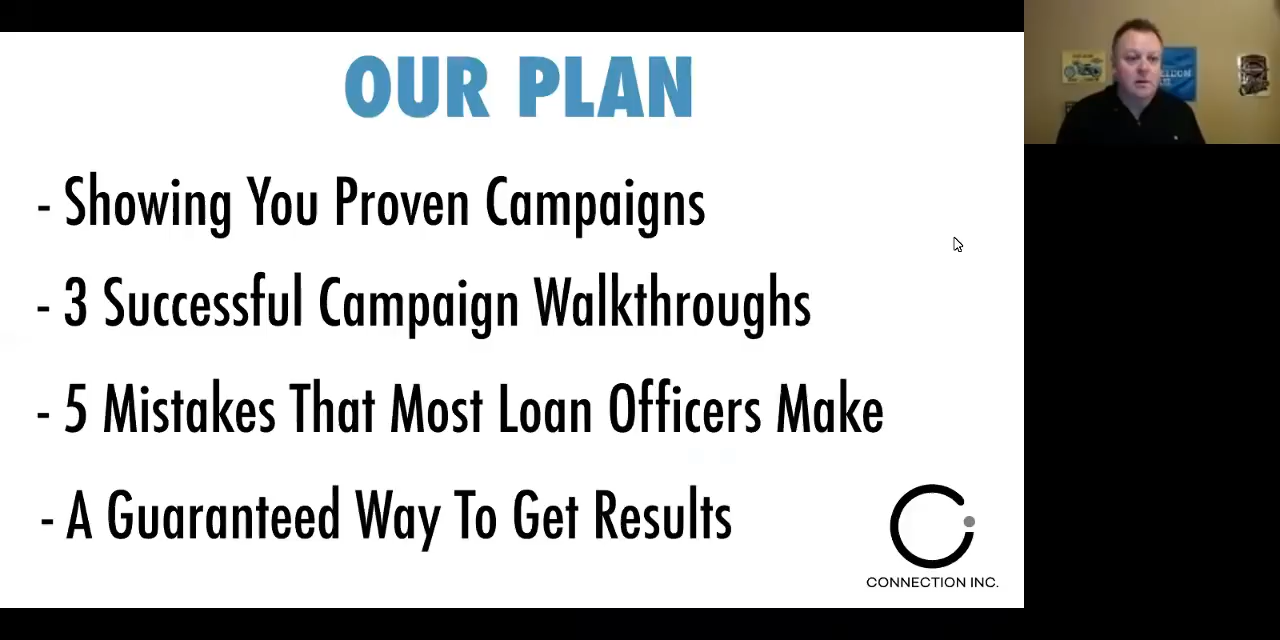 OUR PLAN
- Showing You Proven Campaigns
- 3 Successful Campaign Walkthroughs
- 5 Mistakes That Most Loan Officers Make
- A Guaranteed Way To Get Results
CONNECTION INC.